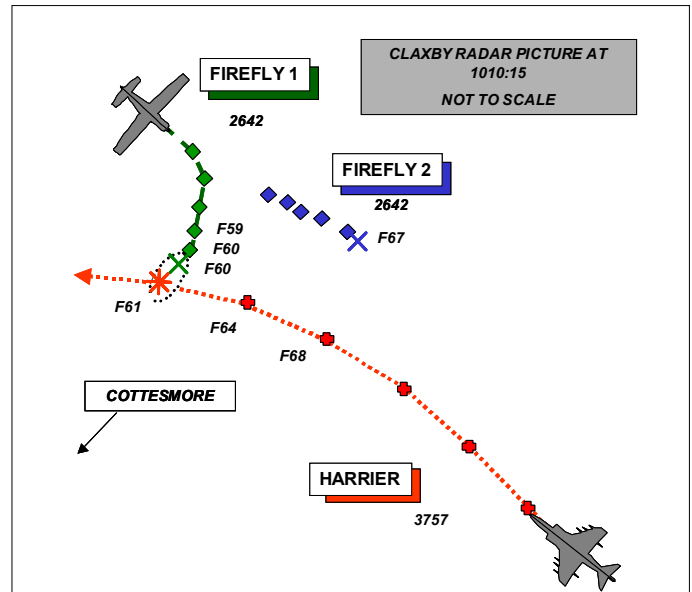 CLAXBY RADAR PICTURE AT
1010:15
NOT TO SCALE
FIREFLY 1
2642
FIREFLY 2
2642
F59
F60
F67
F60
F61
F64
F68
COTTESMORE
HARRIER
3757